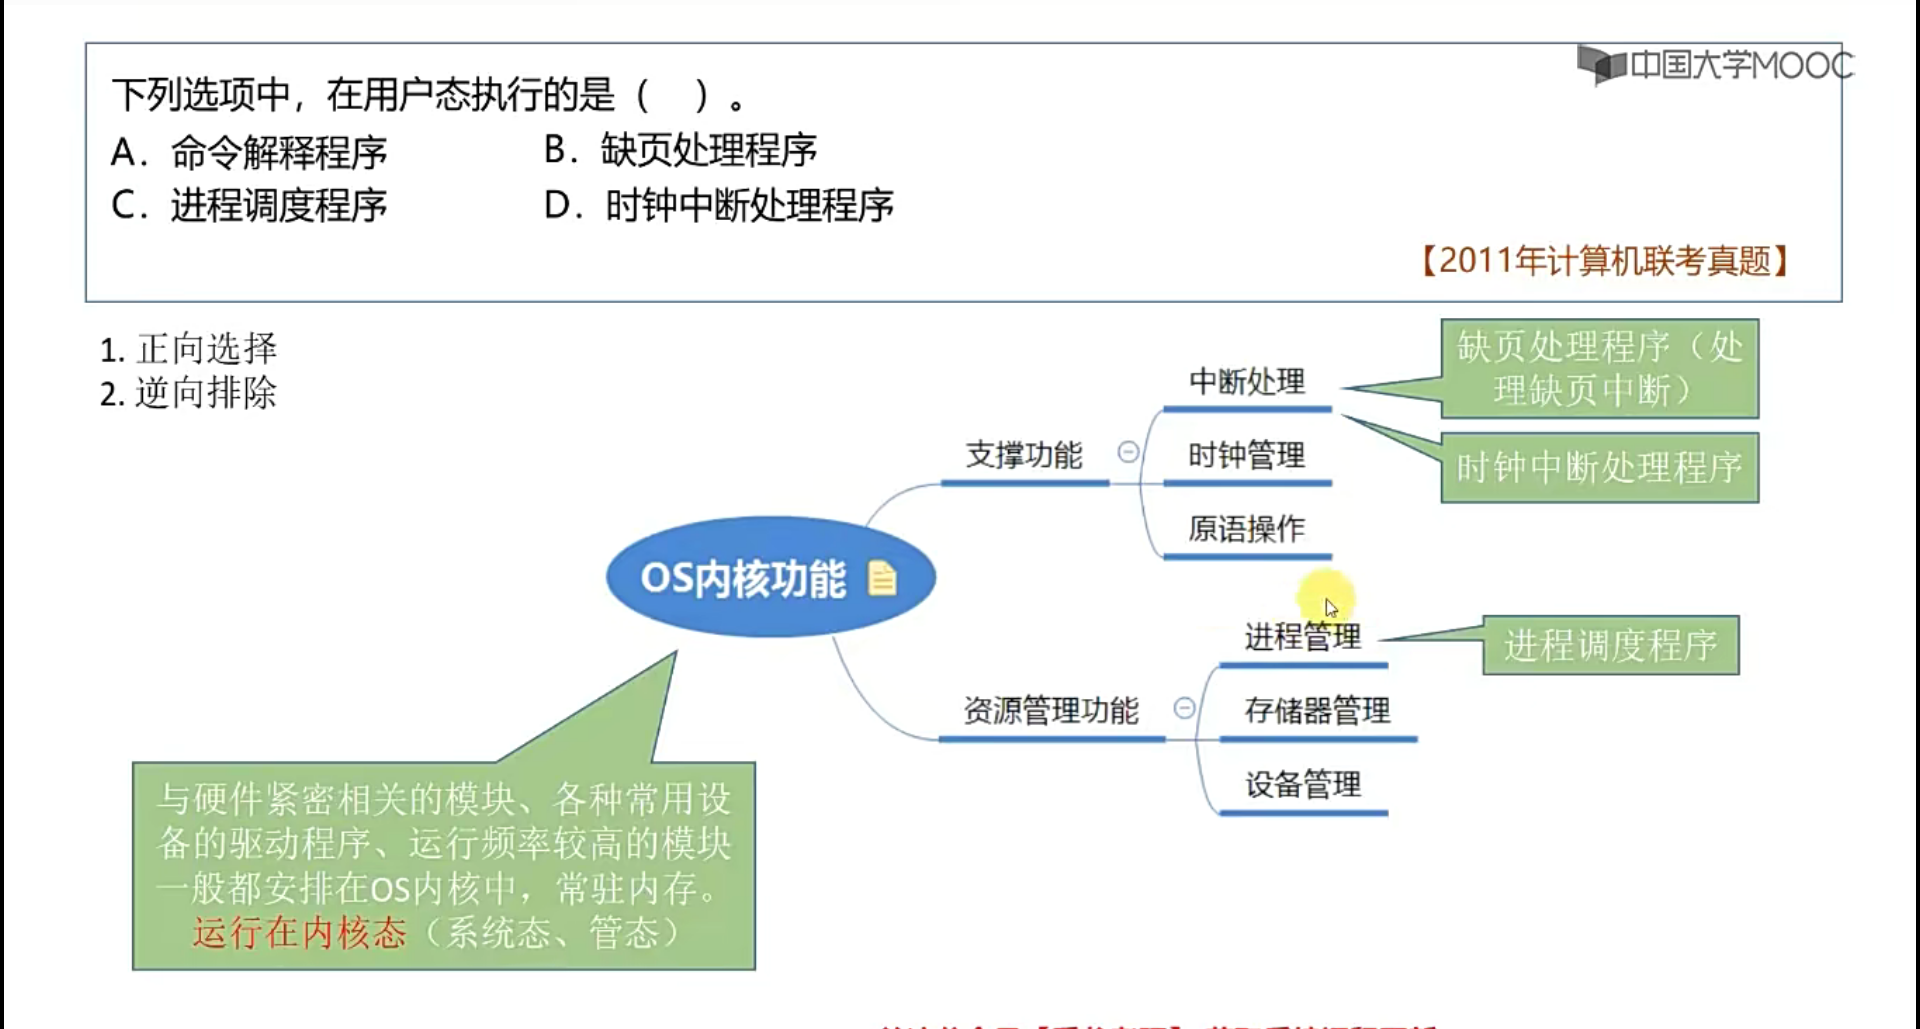 中国大学MOOC
下列选项中，在用户态执行的是（　）。
A．命令解释程序　B．缺页处理程序
C．进程调度程序　D．时钟中断处理程序
【2011年计算机联考真题】
1. 正向选择
2. 逆向排除
缺页处理程序（处
理缺页中断）
时钟中断处理程序
中断处理
支撑功能
时钟管理
原语操作
OS内核功能
进程管理
进程调度程序
资源管理功能
存储器管理
设备管理
与硬件紧密相关的模块、各种常用设
备的驱动程序、运行频率较高的模块
一般都安排在OS内核中，常驻内存。
运行在内核态（系统态、管态）